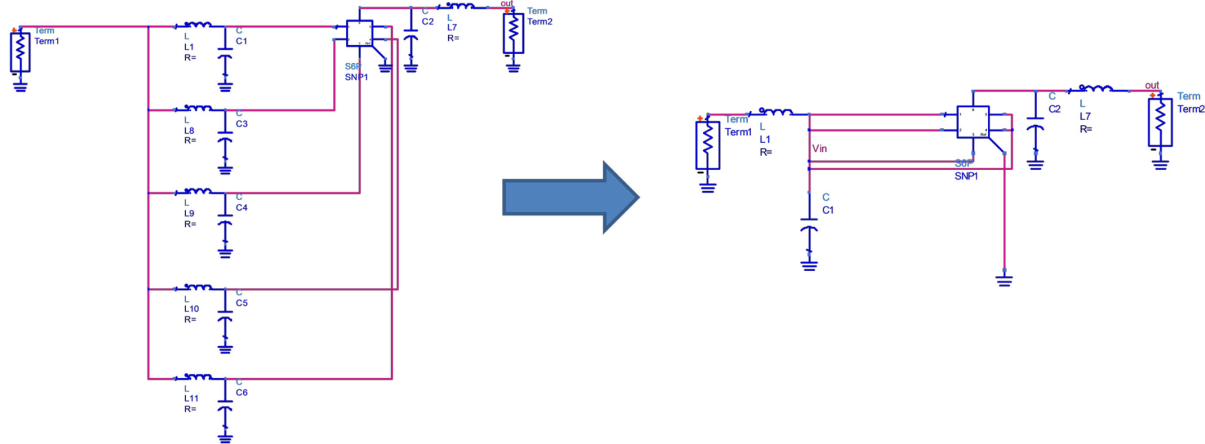 Term
Term1
L
L1
R=
C
C1
L
L8
R=
C
C3
L
L9
R=
C
C4
L
L10
R=
C
C5
L
L11
R=
C
C6
S6P
SNP1
C
C2
L
L7
R=
out
Term
Term2
Term
Term1
L
L1
R=
Vin
C
C1
S6P
SNP1
C
C2
L
L7
R=
out
Term
Term2